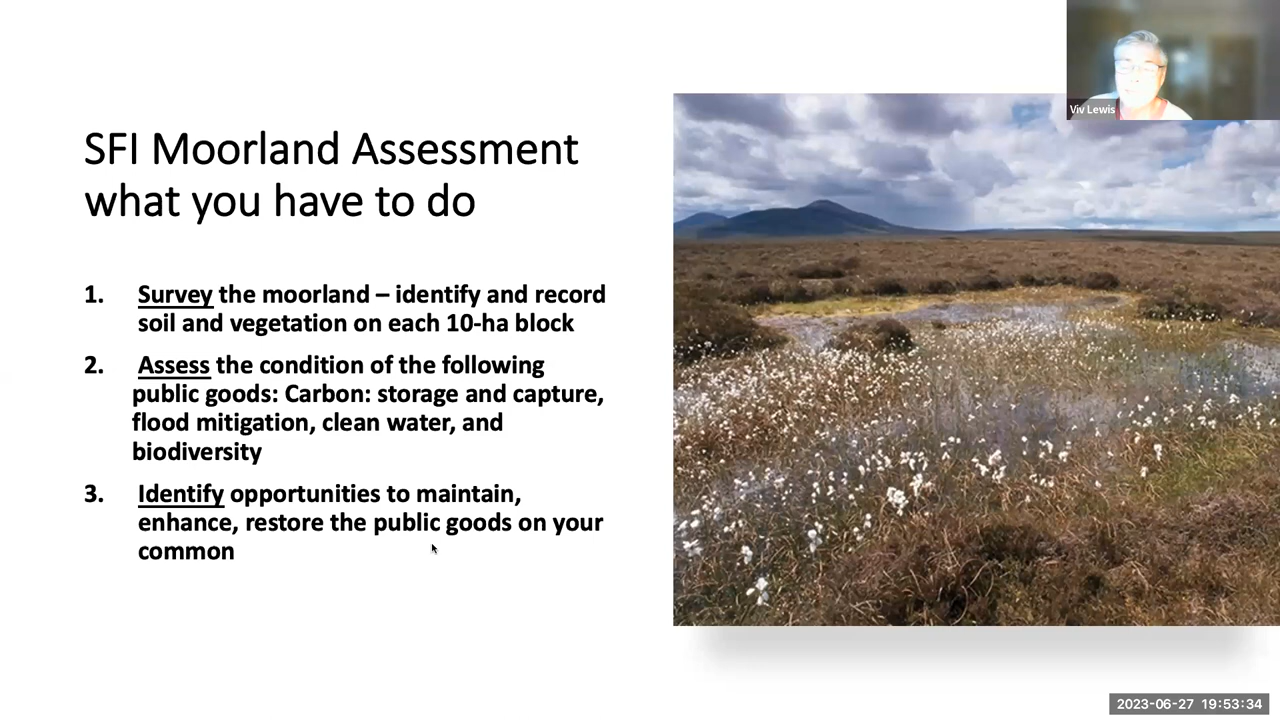 Viv Lewis
SFI Moorland Assessment
what you have to do
1. Survey the moorland – identify and record
soil and vegetation on each 10-ha block
2. Assess the condition of the following
public goods: Carbon: storage and capture,
flood mitigation, clean water, and
biodiversity
3. Identify opportunities to maintain,
enhance, restore the public goods on your
common
2023-06-27 19:53:34